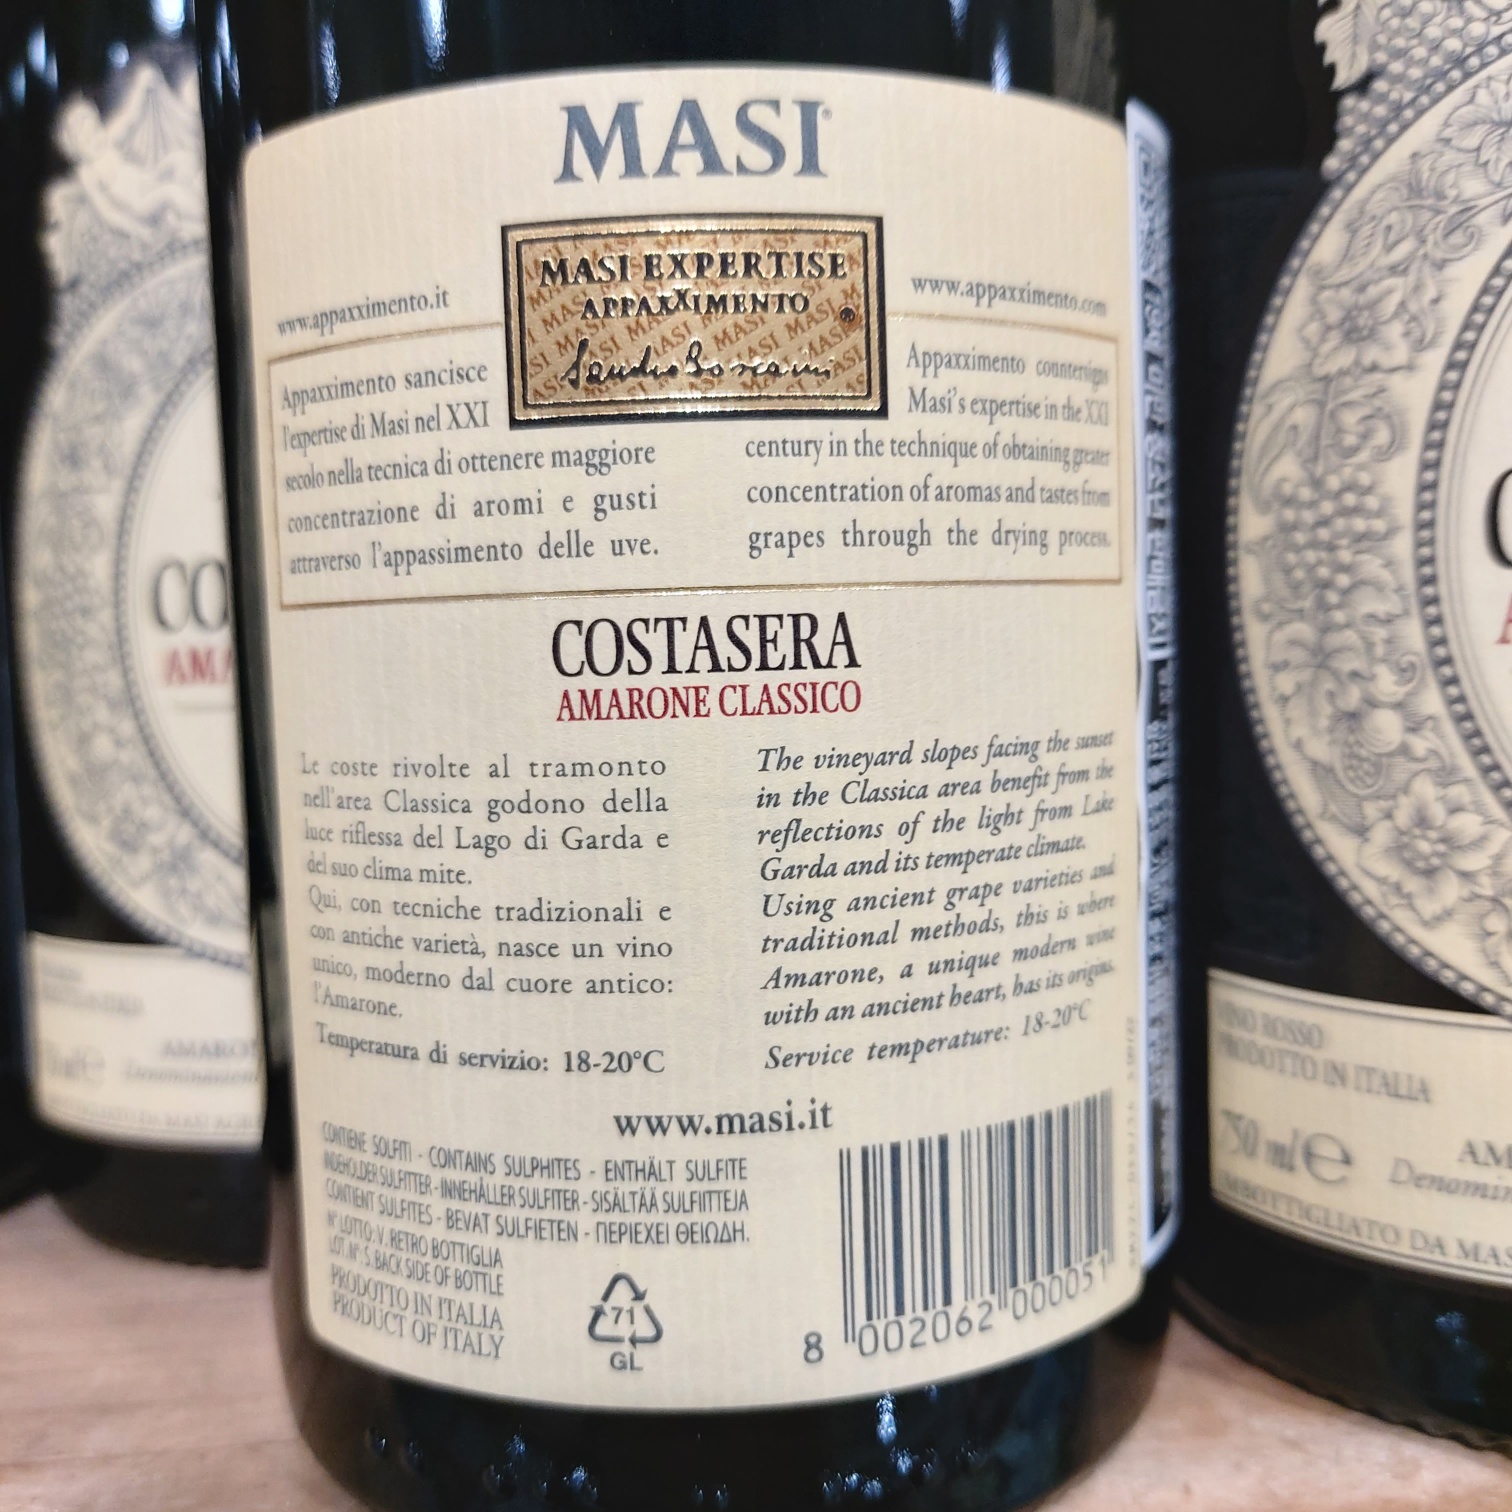 MASI
MASI EXPERTISE
APPAXXIMENTO
Sandro Boscaini
www.appaxximento.it
Appaxximento sancisce
l'expertise di Masi nel XXI
secolo nella tecnica di ottenere maggiore
concentrazione di aromi e gusti
attraverso l'appassimento delle uve.
www.appaxximento.com
Appaxximento countersigns
Masi's expertise in the XXI
century in the technique of obtaining greater
concentration of aromas and tastes from
grapes through the drying process.
COSTASERA
AMARONE CLASSICO
Le coste rivolte al tramonto
nell'area Classica godono della
luce riflessa del Lago di Garda e
del suo clima mite.
Qui, con tecniche tradizionali e
con antiche varietà, nasce un vino
unico, moderno dal cuore antico:
l'Amarone.
Temperatura di servizio: 18-20°C
The vineyard slopes facing the sunset
in the Classica area benefit from the
reflections of the light from Lake
Garda and its temperate climate.
Using ancient grape varieties and
traditional methods, this is where
Amarone, a unique modern wine
with an ancient heart, has its origins.
Service temperature: 18-20°C
www.masi.it
CONTIENE SOLFITI - CONTAINS SULPHITES - ENTHÄLT SULFITE
INDEHOLDER SULFITTER - INNEHÅLLER SULFITER - SISÄLTÄÄ SULFIITTEJA
CONTIENT SULFITES - BEVAT SULFIETEN - ΠΕΡΙΕΧΕΙ ΘΕΙΩΔΗ.
N° LOTTO: V. RETRO BOTTIGLIA
LOT. N°: S. BACK SIDE OF BOTTLE
PRODOTTO IN ITALIA
PRODUCT OF ITALY
71
GL
8 002062 000051
CO
AMA
VINO ROSSO
PRODOTTO IN ITALIA
750 ml e
AM
Denomin
IMBOTTIGLIATO DA MAS